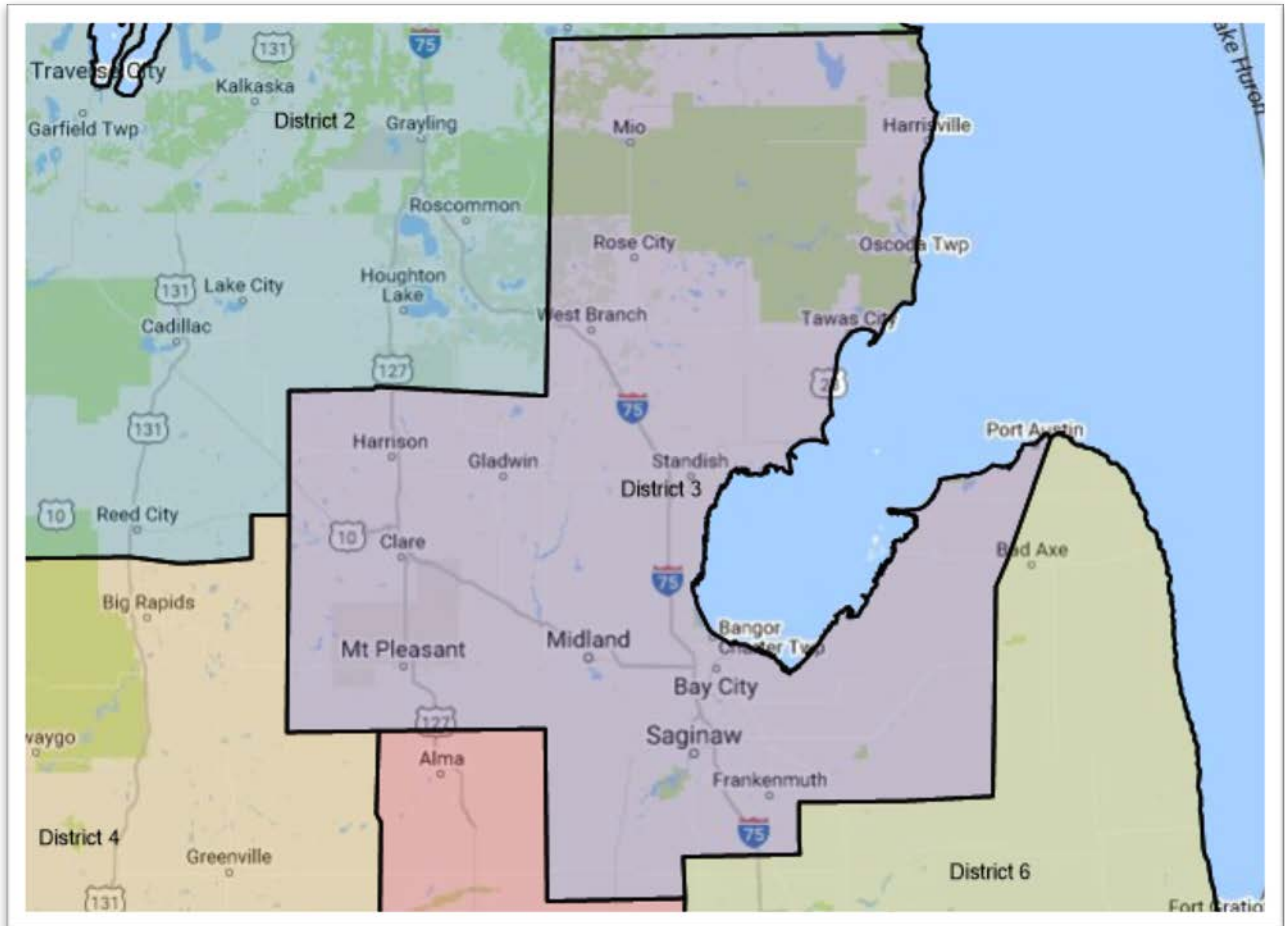 131
75
ake Huron
Traverse City
Kalkaska
District 2
Grayling
Garfield Twp
Mio
Harrisville
Roscommon
Rose City
Oscoda Twp
Houghton
Lake
131
Lake City
West Branch
Tawas City
Cadillac
127
23
75
131
Port Austin
Harrison
Gladwin
Standish
District 3
10
Reed City
10
Clare
Bad Axe
75
Big Rapids
Bangor
Charter Twp
Mt Pleasant
Midland
Bay City
127
Saginaw
waygo
Alma
Frankenmuth
75
District 4
Greenville
District 6
131
Fort Gratio